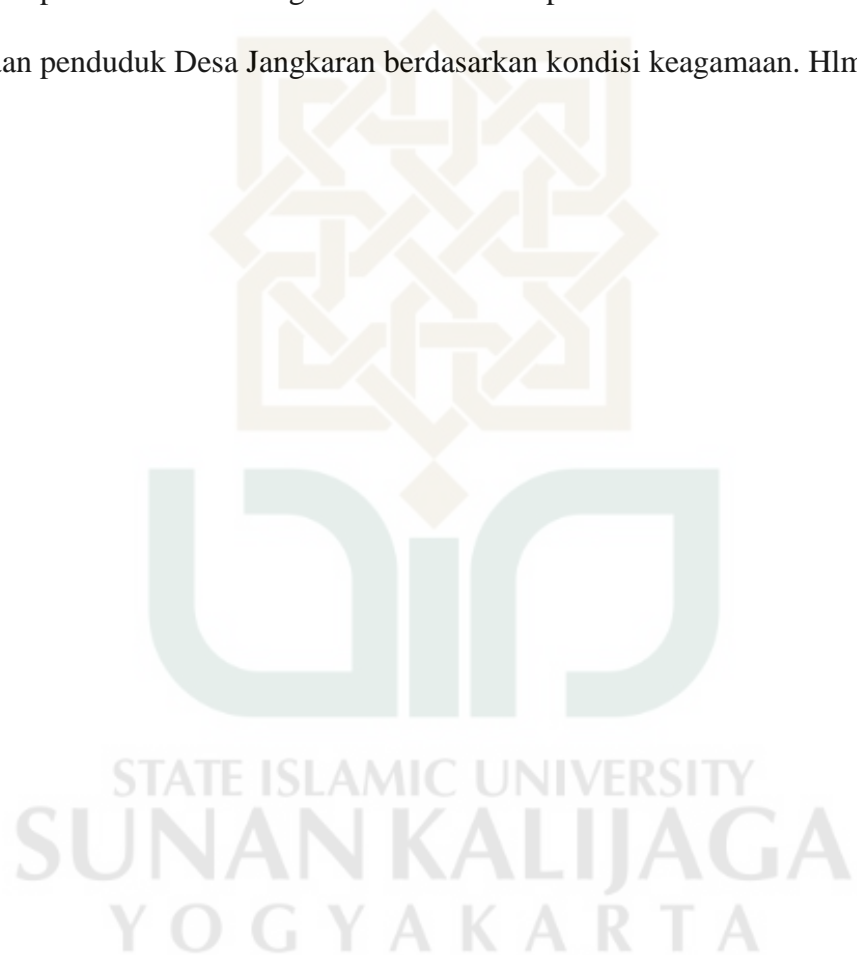 an penduduk Desa Jangkaran berdasarkan kondisi keagamaan. Hlm
STATE ISLAMIC UNIVERSITY
SUNAN KALIJAGA
YOGYAKARTA